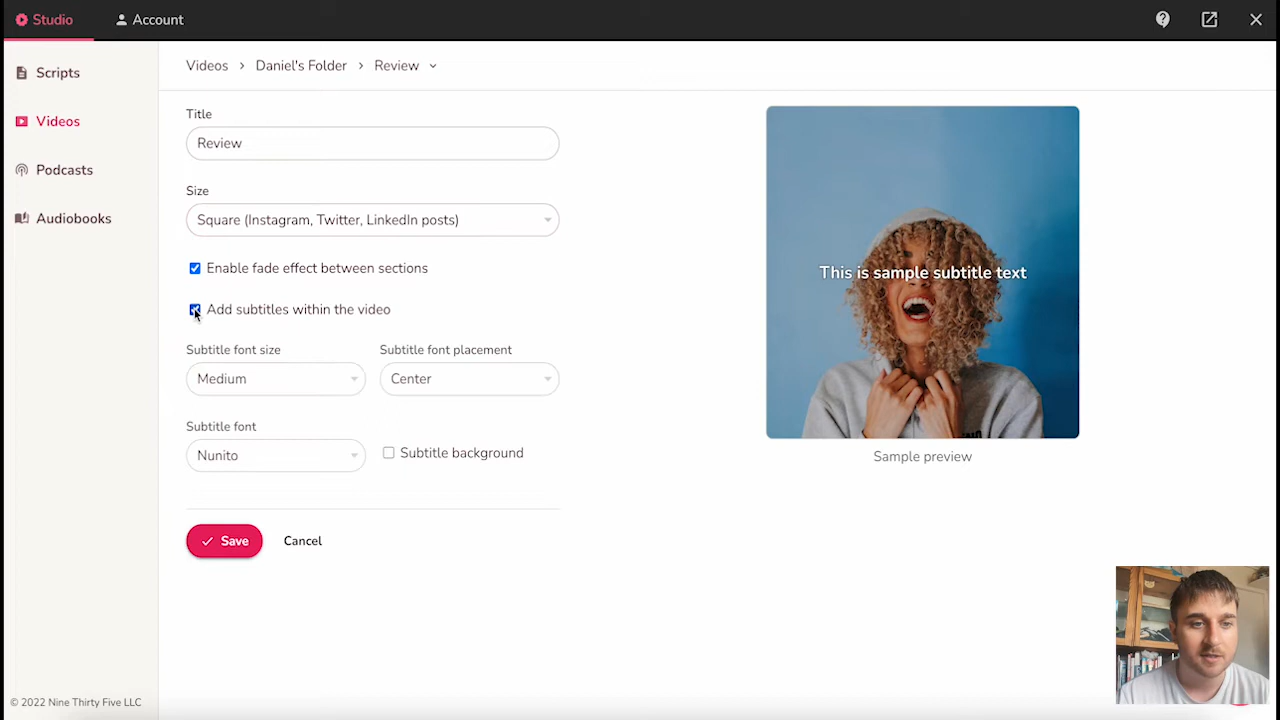 Studio
Account
Scripts
Videos
Podcasts
Audiobooks
Videos > Daniel's Folder > Review
Title
Review
Size
Square (Instagram, Twitter, LinkedIn posts)
Enable fade effect between sections
Add subtitles within the video
Subtitle font size
Subtitle font placement
Medium
Center
Subtitle font
Nunito
Subtitle background
Save
Cancel
This is sample subtitle text
Sample preview
© 2022 Nine Thirty Five LLC